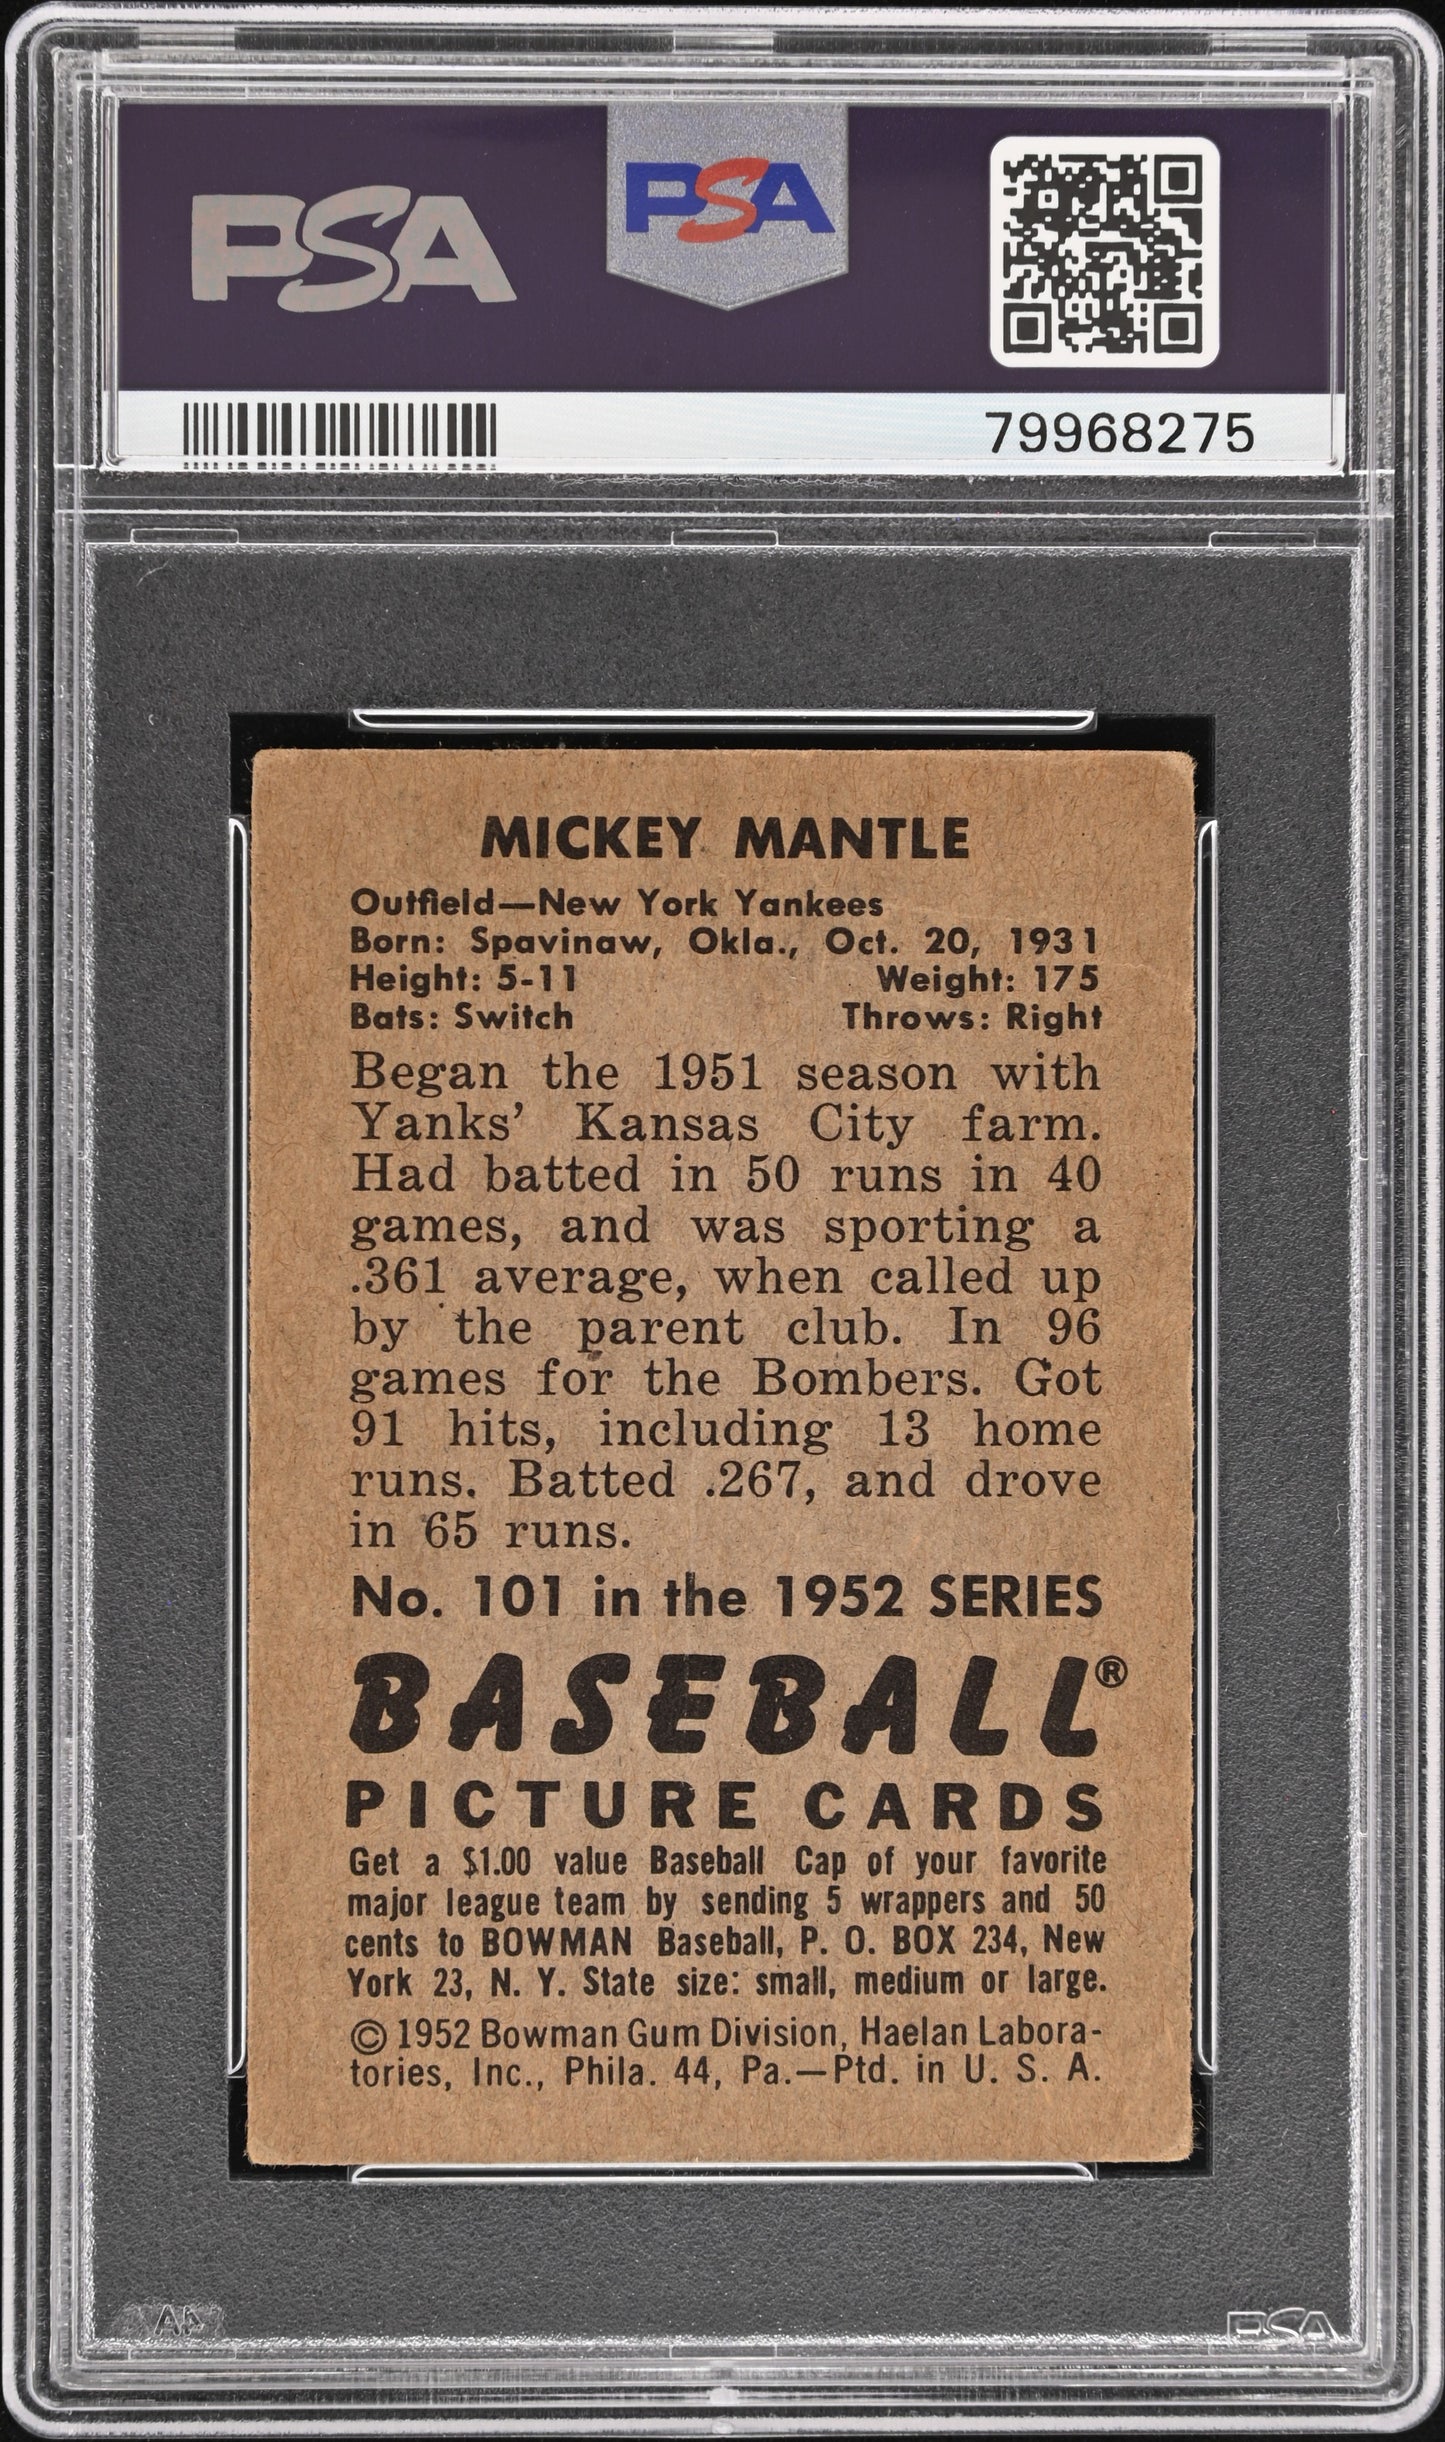 PSA
PSA
79968275
MICKEY MANTLE
Outfield—New York Yankees
Born: Spavinaw, Okla., Oct. 20, 1931
Height: 5-11 Weight: 175
Bats: Switch Throws: Right
Began the 1951 season with
Yanks' Kansas City farm.
Had batted in 50 runs in 40
games, and was sporting a
.361 average, when called up
by the parent club. In 96
games for the Bombers. Got
91 hits, including 13 home
runs. Batted .267, and drove
in 65 runs.
No. 101 in the 1952 SERIES
BASEBALL®
PICTURE CARDS
Get a $1.00 value Baseball Cap of your favorite
major league team by sending 5 wrappers and 50
cents to BOWMAN Baseball, P. O. BOX 234, New
York 23, N. Y. State size: small, medium or large.
© 1952 Bowman Gum Division, Haelan Labora-
tories, Inc., Phila. 44, Pa.—Ptd. in U. S. A.
PSA